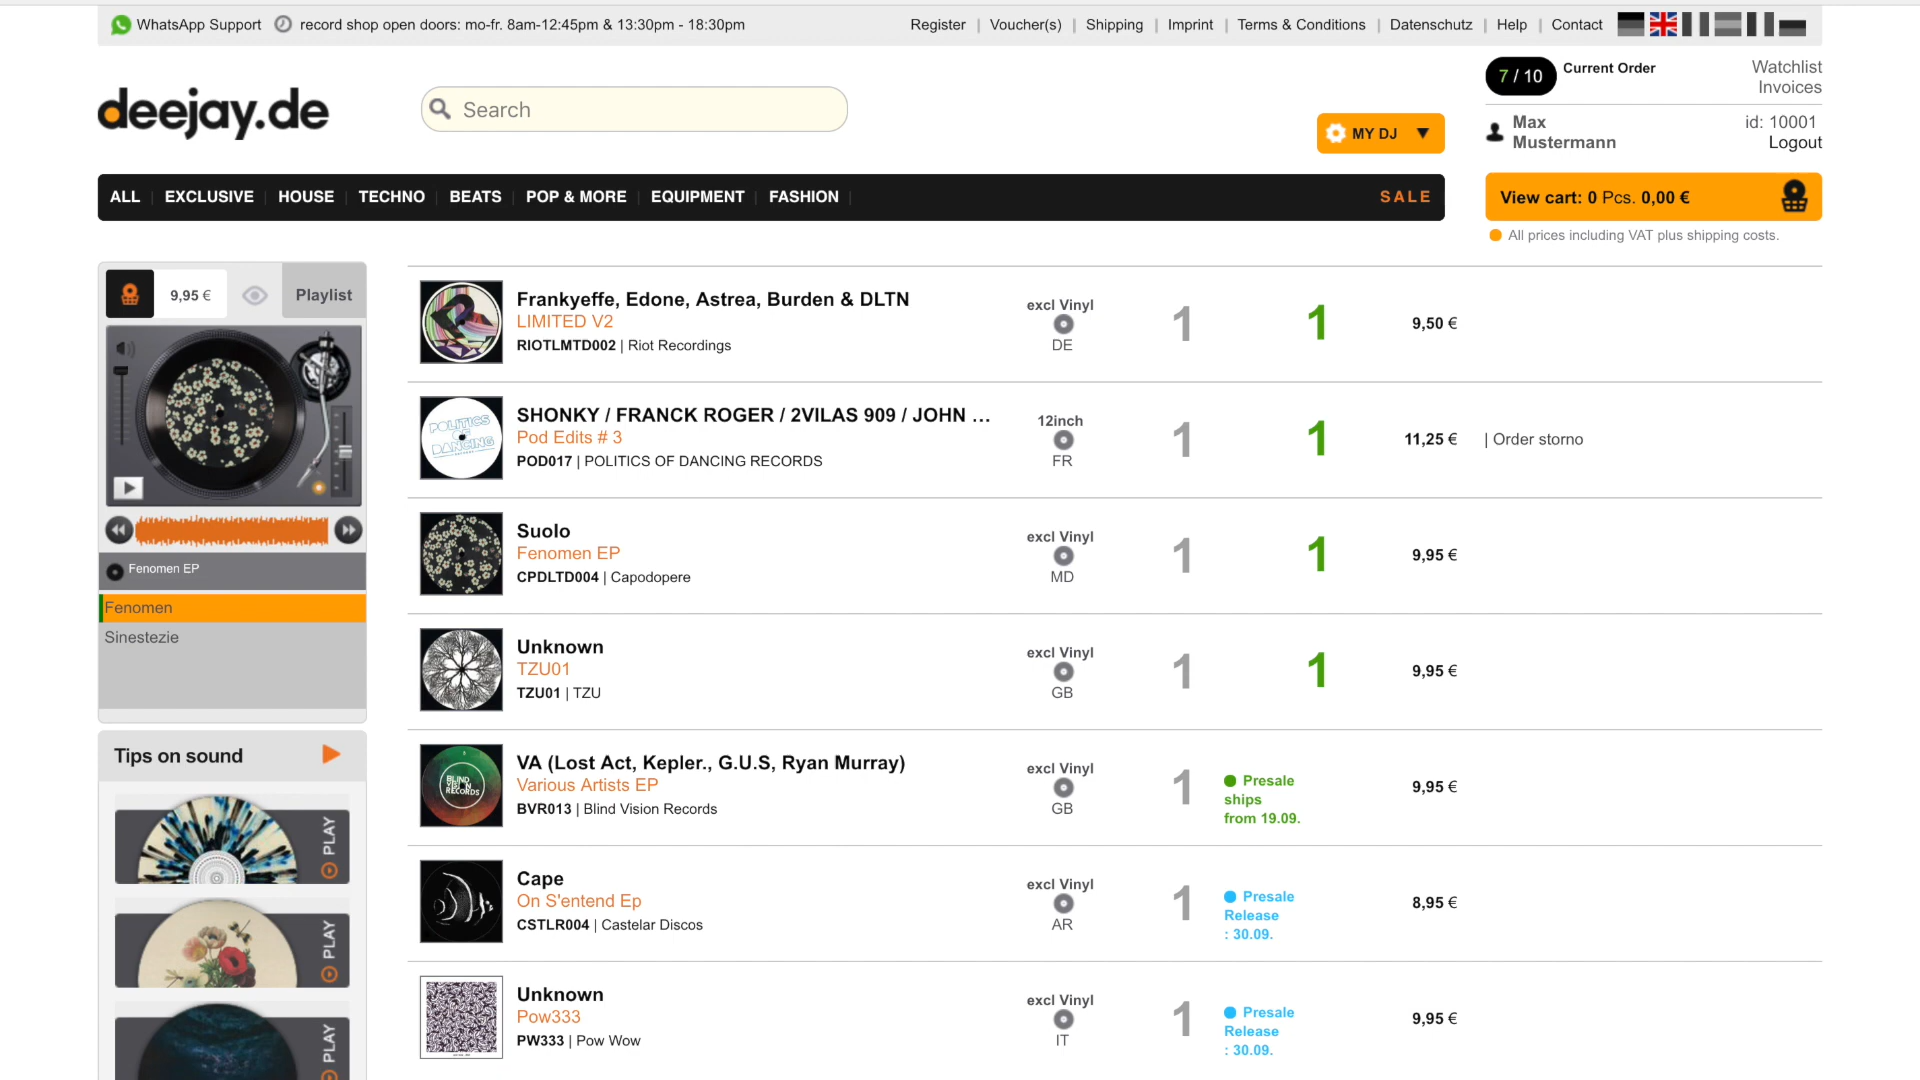 WhatsApp Support record shop open doors: mo-fr. 8am-12:45pm & 13:30pm - 18:30pm Register | Voucher(s) | Shipping | Imprint | Terms & Conditions | Datenschutz | Help | Contact
deejay.de
Search
MY DJ ▼
7 / 10 Current Order
Watchlist
Invoices
Max
Mustermann
id: 10001
Logout
ALL | EXCLUSIVE | HOUSE | TECHNO | BEATS | POP & MORE | EQUIPMENT | FASHION | SALE
View cart: 0 Pcs. 0,00 €
All prices including VAT plus shipping costs.
9,95 € Playlist
Fenomen EP
Fenomen
Sinestezie
Tips on sound
PLAY
PLAY
PLAY
Frankyeffe, Edone, Astrea, Burden & DLTN
LIMITED V2
RIOTLMTD002 | Riot Recordings
excl Vinyl
DE
1 1 9,50 €
SHONKY / FRANCK ROGER / 2VILAS 909 / JOHN ...
Pod Edits # 3
POD017 | POLITICS OF DANCING RECORDS
POLITICS
OF
DANCING
12inch
FR
1 1 11,25 € | Order storno
Suolo
Fenomen EP
CPDLTD004 | Capodopere
excl Vinyl
MD
1 1 9,95 €
Unknown
TZU01
TZU01 | TZU
excl Vinyl
GB
1 1 9,95 €
VA (Lost Act, Kepler., G.U.S, Ryan Murray)
Various Artists EP
BVR013 | Blind Vision Records
BLIND
VISION
RECORDS
excl Vinyl
GB
1
Presale
ships
from 19.09.
9,95 €
Cape
On S'entend Ep
CSTLR004 | Castelar Discos
excl Vinyl
AR
1
Presale
Release
: 30.09.
8,95 €
Unknown
Pow333
PW333 | Pow Wow
excl Vinyl
IT
1
Presale
Release
: 30.09.
9,95 €